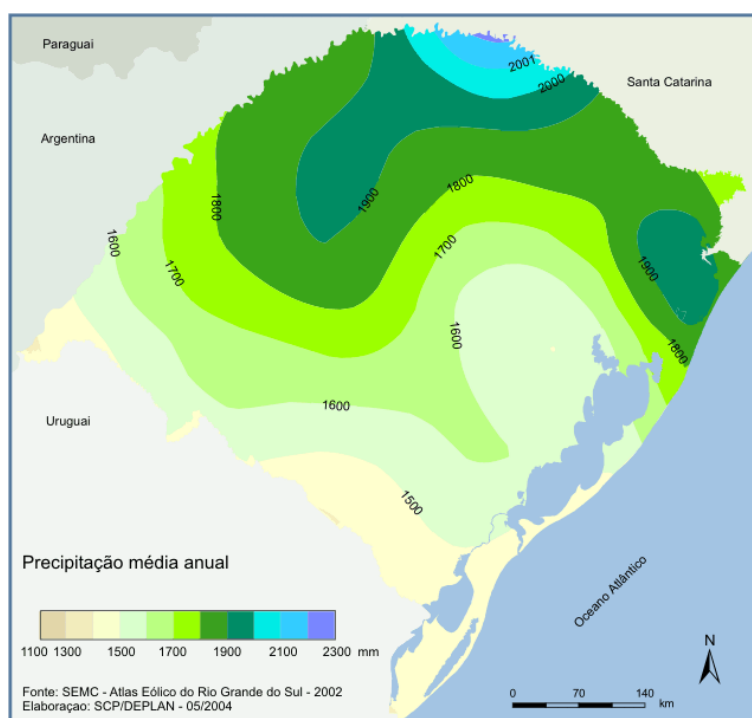 Paraguai
Santa Catarina
2001
2000
Argentina
1800
1900
1800
1600
1700
1700
1900
1600
1800
1600
Uruguai
1500
Precipitação média anual
Oceano Atlântico
1100 1300 1500 1700 1900 2100 2300 mm
N
Fonte: SEMC - Atlas Eólico do Rio Grande do Sul - 2002
Elaboraçao: SCP/DEPLAN - 05/2004
0 70 140
km